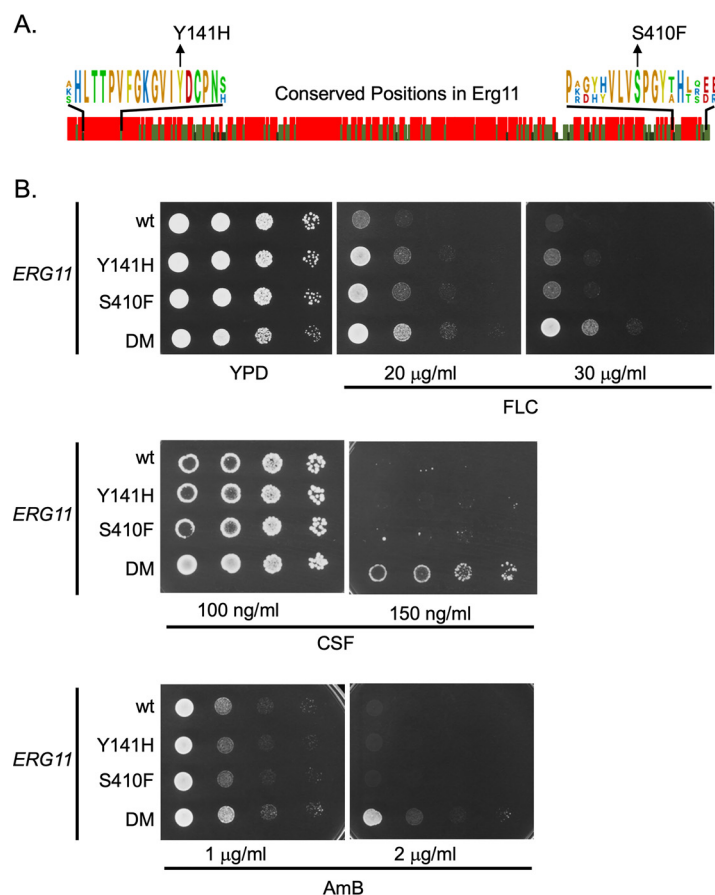 A.
Y141H
S410F
HLTTPVFGKGVIYDCPN
Conserved Positions in Erg11
VLVSPGY
B.
ERG11
wt
Y141H
S410F
DM
YPD
20 μg/ml
30 μg/ml
FLC
ERG11
wt
Y141H
S410F
DM
100 ng/ml
150 ng/ml
CSF
ERG11
wt
Y141H
S410F
DM
1 μg/ml
2 μg/ml
AmB